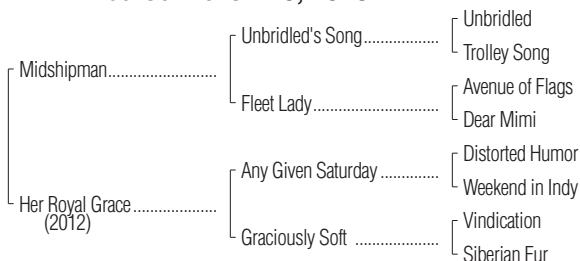 Unbridled
Unbridled's Song
Trolley Song
Midshipman
Avenue of Flags
Fleet Lady
Dear Mimi
Distorted Humor
Any Given Saturday
Weekend in Indy
Her Royal Grace
(2012)
Vindication
Graciously Soft
Siberian Fur